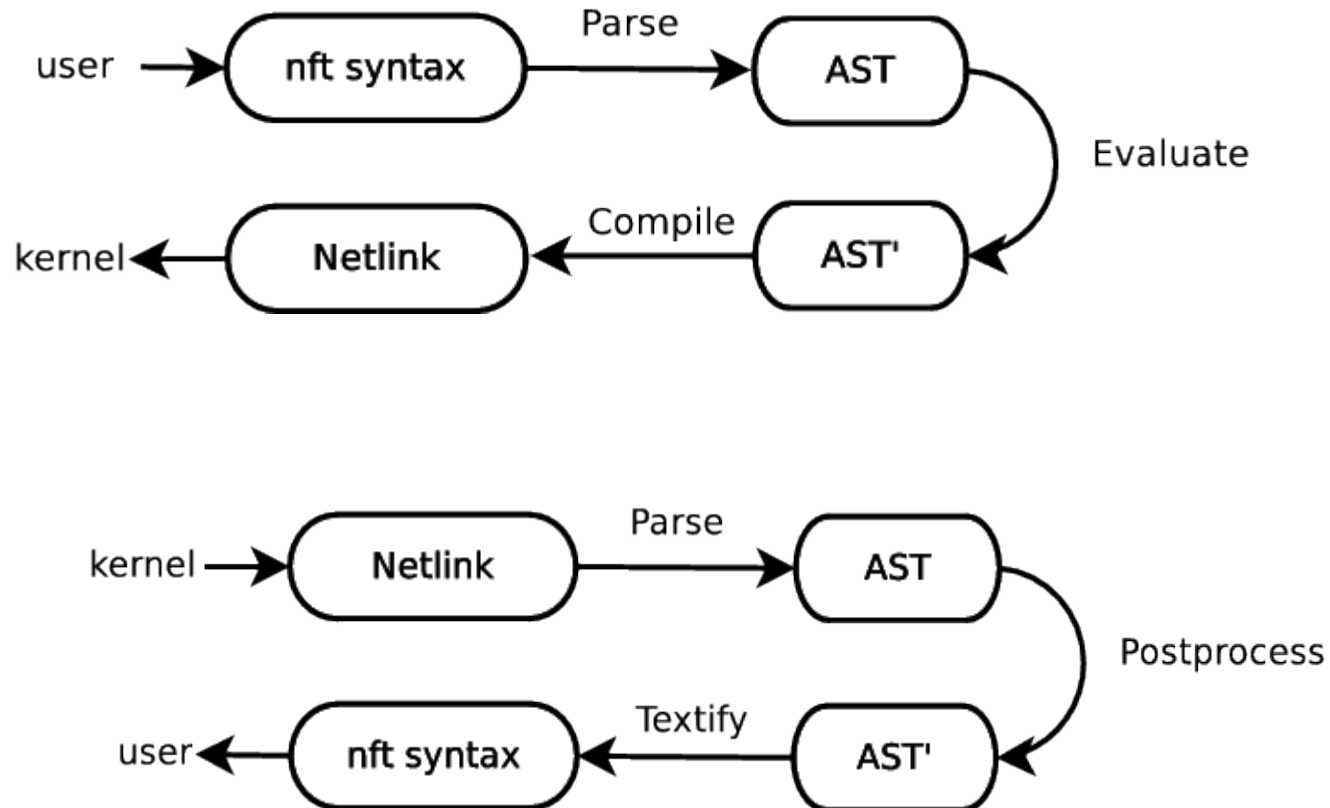 user
nft syntax
Parse
AST
Evaluate
kernel
Netlink
Compile
AST'
kernel
Netlink
Parse
AST
Postprocess
user
nft syntax
Textify
AST'